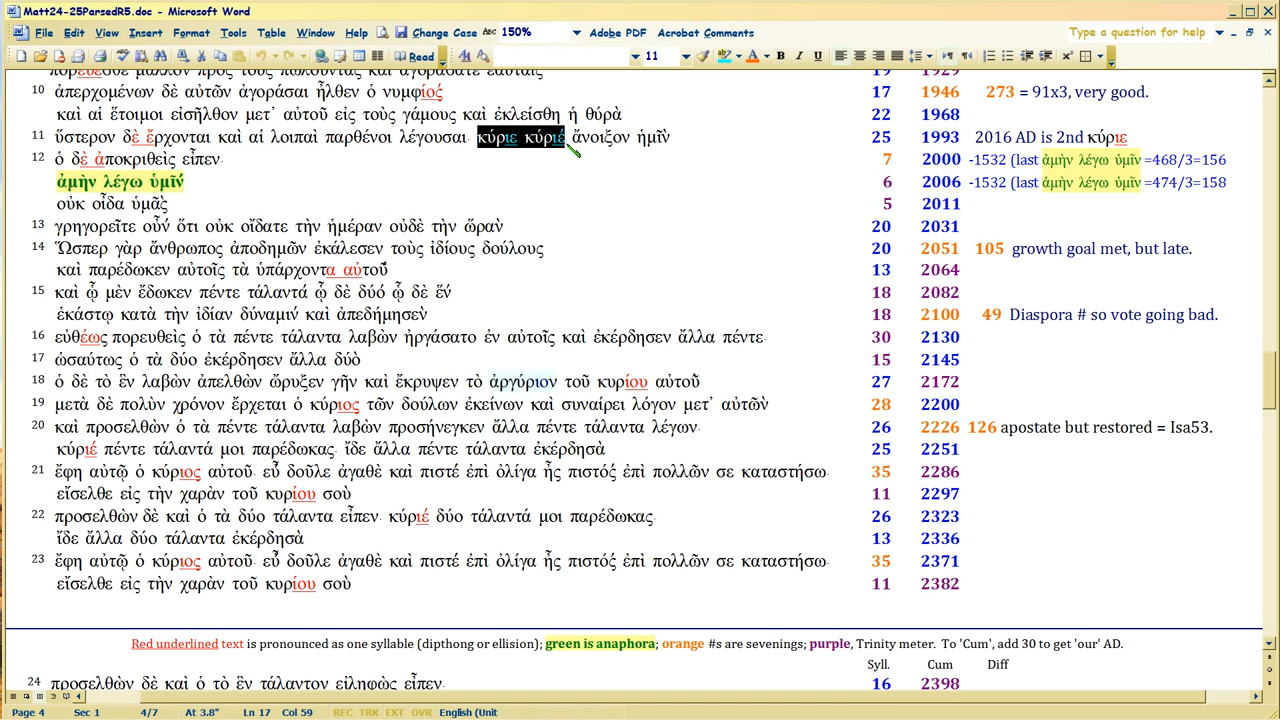 Matt24-25ParsedR5.doc - Microsoft Word
File Edit View Insert Format Tools Table Window Help Change Case 150% Adobe PDF Acrobat Comments Type a question for help
Read 11
10 ἀπερχομένων δὲ αὐτῶν ἀγοράσαι ἦλθεν ὁ νυμφίος 17 1946 273 = 91x3, very good.
καὶ αἱ ἕτοιμοι εἰσῆλθον μετ᾽ αὐτοῦ εἰς τοὺς γάμους καὶ ἐκλείσθη ἡ θύρὰ 22 1968
11 ὕστερον δὲ ἔρχονται καὶ αἱ λοιπαὶ παρθένοι λέγουσαι· κύριε κύριέ ἄνοιξον ἡμῖν 25 1993 2016 AD is 2nd κύριε
12 ὁ δὲ ἀποκριθεὶς εἶπεν· 7 2000 -1532 (last ἀμὴν λέγω ὑμῖν =468/3=156
ἀμὴν λέγω ὑμῖν́ 6 2006 -1532 (last ἀμὴν λέγω ὑμῖν =474/3=158
οὐκ οἶδα ὑμᾶς̀ 5 2011
13 γρηγορεῖτε οὖν́ ὅτι οὐκ οἴδατε τὴν ἡμέραν οὐδὲ τὴν ὥραν̀ 20 2031
14 Ὥσπερ γὰρ ἄνθρωπος ἀποδημῶν ἐκάλεσεν τοὺς ἰδίους δούλους 20 2051 105 growth goal met, but late.
καὶ παρέδωκεν αὐτοῖς τὰ ὑπάρχοντα αὐτοῦ́ 13 2064
15 καὶ ᾧ μὲν ἔδωκεν πέντε τάλαντά ᾧ δὲ δύό ᾧ δὲ ἕν́ 18 2082
ἑκάστῳ κατὰ τὴν ἰδίαν δύναμιν́ καὶ ἀπεδήμησεν̀ 18 2100 49 Diaspora # so vote going bad.
16 εὐθέως πορευθεὶς ὁ τὰ πέντε τάλαντα λαβὼν ἠργάσατο ἐν αὐτοῖς καὶ ἐκέρδησεν ἄλλα πέντε· 30 2130
17 ὡσαύτως ὁ τὰ δύο ἐκέρδησεν ἄλλα δύὸ 15 2145
18 ὁ δὲ τὸ ἓν λαβὼν ἀπελθὼν ὤρυξεν γῆν καὶ ἔκρυψεν τὸ ἀργύριον τοῦ κυρίου αὐτοῦ̀ 27 2172
19 μετὰ δὲ πολὺν χρόνον ἔρχεται ὁ κύριος τῶν δούλων ἐκείνων καὶ συναίρει λόγον μετ᾽ αὐτῶν̀ 28 2200
20 καὶ προσελθὼν ὁ τὰ πέντε τάλαντα λαβὼν προσήνεγκεν ἄλλα πέντε τάλαντα λέγων· 26 2226 126 apostate but restored = Isa53.
κύριέ πέντε τάλαντά μοι παρέδωκας· ἴδε ἄλλα πέντε τάλαντα ἐκέρδησὰ 25 2251
21 ἔφη αὐτῷ ὁ κύριος αὐτοῦ· εὖ́ δοῦλε ἀγαθὲ καὶ πιστέ ἐπὶ ὀλίγα ἦς πιστός́ ἐπὶ πολλῶν σε καταστήσω· 35 2286
εἴσελθε εἰς τὴν χαρὰν τοῦ κυρίου σοὺ 11 2297
22 προσελθὼν δὲ καὶ ὁ τὰ δύο τάλαντα εἶπεν· κύριέ δύο τάλαντά μοι παρέδωκας· 26 2323
ἴδε ἄλλα δύο τάλαντα ἐκέρδησὰ 13 2336
23 ἔφη αὐτῷ ὁ κύριος αὐτοῦ· εὖ́ δοῦλε ἀγαθὲ καὶ πιστέ ἐπὶ ὀλίγα ἦς πιστός́ ἐπὶ πολλῶν σε καταστήσω· 35 2371
εἴσελθε εἰς τὴν χαρὰν τοῦ κυρίου σοὺ 11 2382
Red underlined text is pronounced as one syllable (dipthong or ellision); green is anaphora; orange #s are sevenings; purple, Trinity meter. To 'Cum', add 30 to get 'our' AD.
Syll. Cum Diff
24 προσελθὼν δὲ καὶ ὁ τὸ ἓν τάλαντον εἰληφὼς εἶπεν· 16 2398
Page 4 Sec 1 4/7 At 3.8" Ln 17 Col 59 REC TRK EXT OVR English (Unit